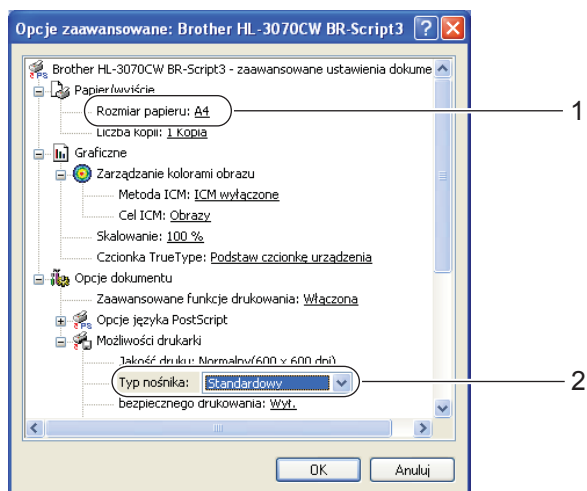 Opcje zaawansowane: Brother HL-3070CW BR-Script3
Brother HL-3070CW BR-Script3 - zaawansowane ustawienia dokume
Papier/wyjście
Rozmiar papieru: A4
1
Liczba kopii: 1 Kopia
Graficzne
Zarządzanie kolorami obrazu
Metoda ICM: ICM wyłączone
Cel ICM: Obrazy
Skalowanie: 100 %
Czcionka TrueType: Podstaw czcionkę urządzenia
Opcje dokumentu
Zaawansowane funkcje drukowania: Włączona
Opcje języka PostScript
Możliwości drukarki
Jakość druku: Normalny(600 x 600 dpi)
Typ nośnika: Standardowy
2
bezpiecznego drukowania: Wył.
OK
Anuluj